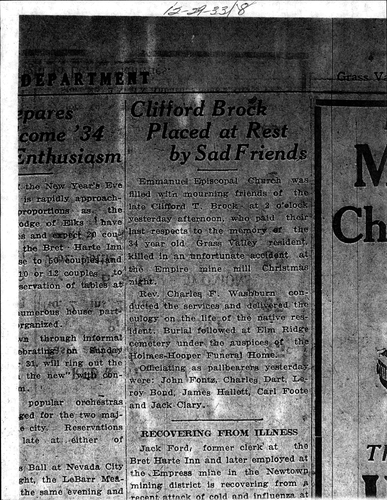 12-29-33/8
DEPARTMENT
Grass Va
epares
come '34
Enthusiasm
the New Year's Eve
is rapidly approach-
proportions as the
odge of Elks have
s and expect 20 coup
the Bret Harte Inn
se to 50 couples and
10 or 12 couples to
servation of tables at
umerous house part-
organized.
wn through informal
ebrating on Sunday
31, will ring out the
the new" with con-
popular orchestras
ged for the two maj-
e city. Reservations
late at either of
s Ball at Nevada City
ght, the LeBarr Mea-
the same evening and
Clifford Brock
Placed at Rest
by Sad Friends
Emmanuel Episcopal Church was
filled with mourning friends of the
late Clifford T. Brock at 2 o'clock
yesterday afternoon, who paid their
last respects to the memory of the
34 year old Grass Valley resident,
killed in an unfortunate accident at
the Empire mine mill Christmas
night.
Rev. Charles F. Washburn con-
ducted the services and delivered the
eulogy on the life of the native res-
ident. Burial followed at Elm Ridge
cemetery under the auspices of the
Holmes-Hooper Funeral Home.
Officiating as pallbearers yesterday
were: John Fontz, Charles Dart, Le-
roy Bond, James Hallett, Carl Foote
and Jack Clary.
RECOVERING FROM ILLNESS
Jack Ford, former clerk at the
Bret Harte Inn and later employed at
the Empress mine in the Newtown
mining district is recovering from a
recent attack of cold and influenza at
M
Ch
Th